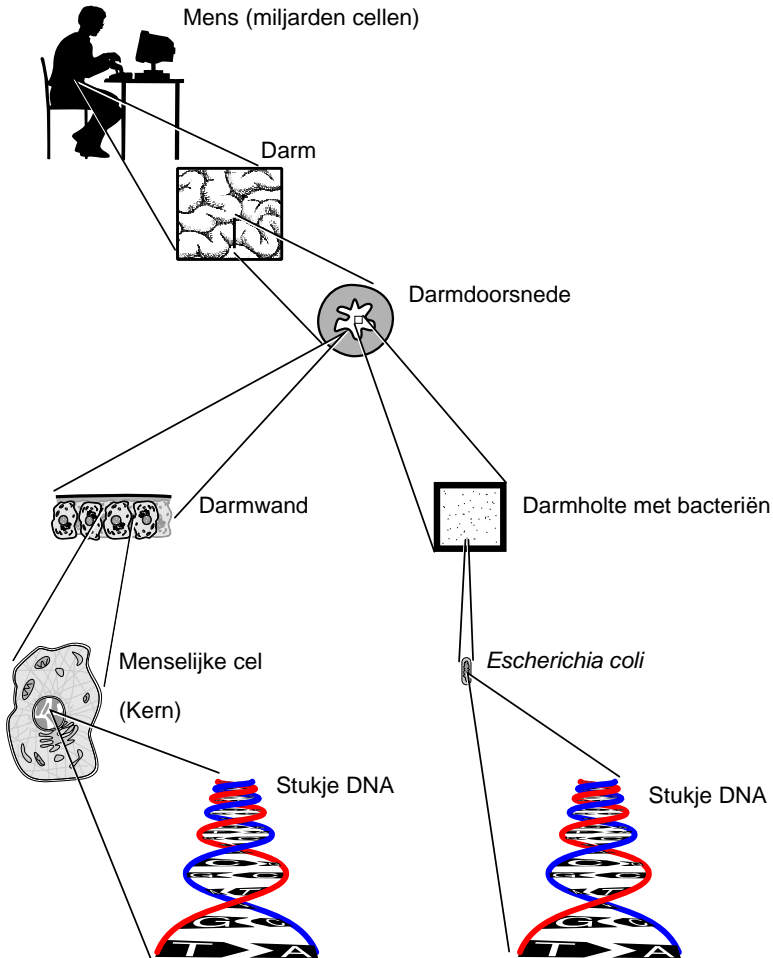 Mens (miljarden cellen)
Darm
Darmdoorsnede
Darmwand
Darmholte met bacteriën
Menselijke cel
(Kern)
Escherichia coli
Stukje DNA
Stukje DNA
G C
G C
T A
T A